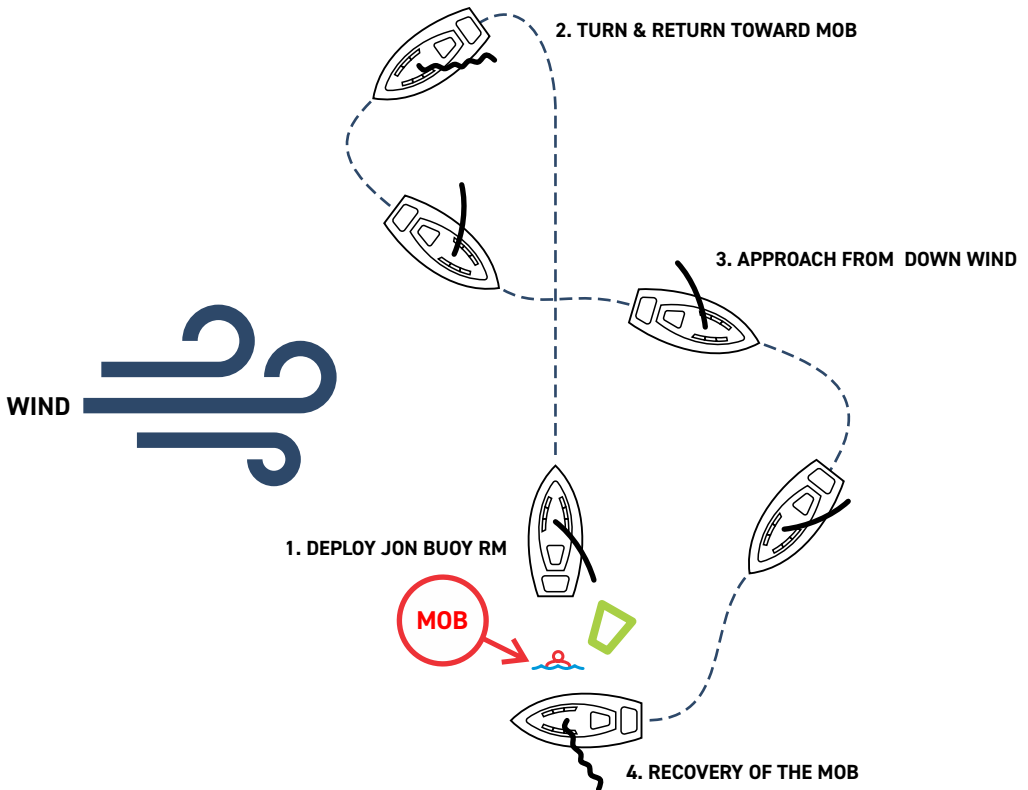 2. TURN & RETURN TOWARD MOB
3. APPROACH FROM DOWN WIND
WIND
1. DEPLOY JON BUOY RM
MOB
4. RECOVERY OF THE MOB